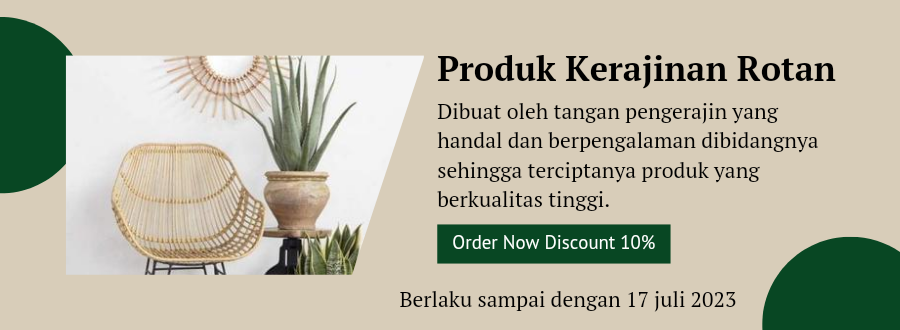 Produk Kerajinan Rotan
Dibuat oleh tangan pengerajin yang
handal dan berpengalaman dibidangnya
sehingga terciptanya produk yang
berkualitas tinggi.
Order Now Discount 10%
Berlaku sampai dengan 17 juli 2023